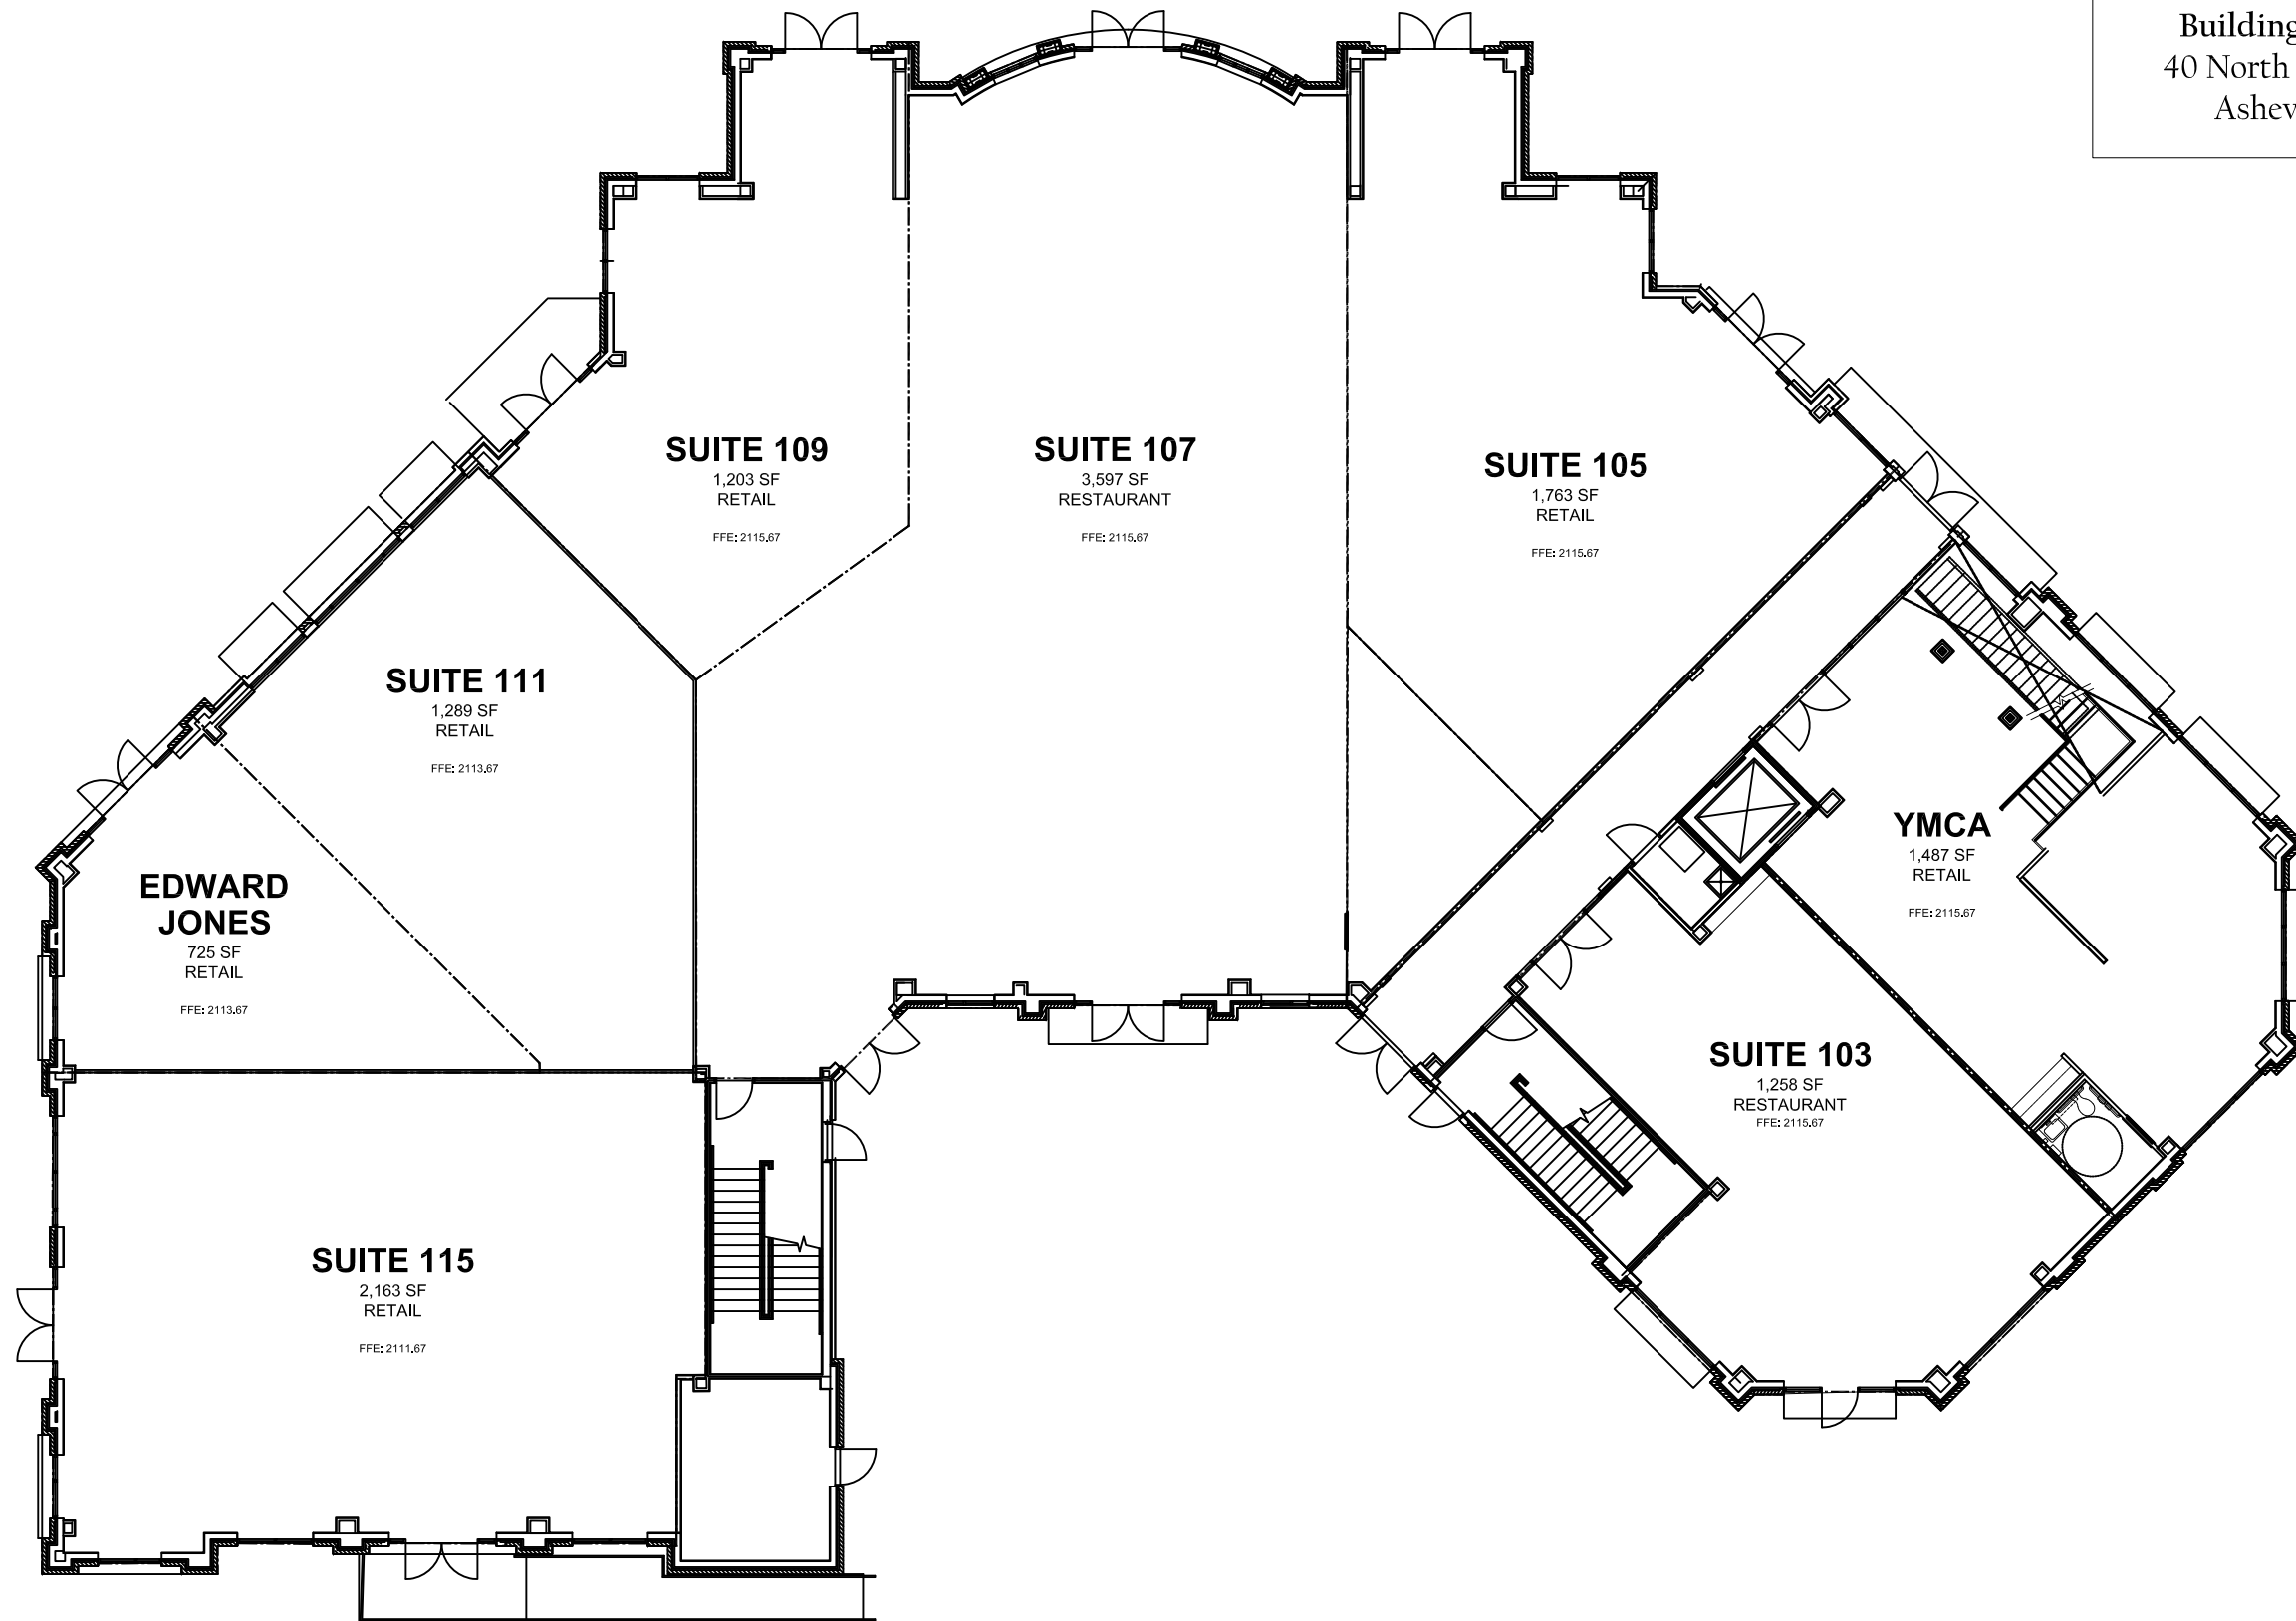 Building
40 North
Ashev
SUITE 109
1,203 SF
RETAIL
FFE: 2115.67
SUITE 107
3,597 SF
RESTAURANT
FFE: 2115.67
SUITE 105
1,763 SF
RETAIL
FFE: 2115.67
SUITE 111
1,289 SF
RETAIL
FFE: 2113.67
YMCA
1,487 SF
RETAIL
FFE: 2115.67
EDWARD
JONES
725 SF
RETAIL
FFE: 2113.67
SUITE 103
1,258 SF
RESTAURANT
FFE: 2115.67
SUITE 115
2,163 SF
RETAIL
FFE: 2111.67